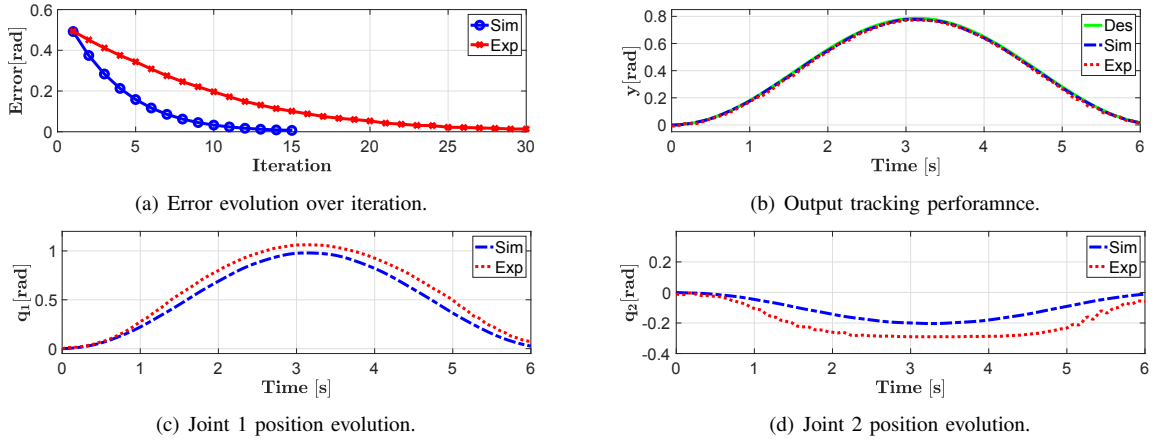 Error[rad]
0.6
0.4
0.2
0
Sim
Exp
0 5 10 15 20 25 30
Iteration
(a) Error evolution over iteration.
y[rad]
0.8
0.6
0.4
0.2
0
Des
Sim
Exp
0 1 2 3 4 5 6
Time [s]
(b) Output tracking perforamnce.
q1[rad]
1
0.5
0
Sim
Exp
0 1 2 3 4 5 6
Time [s]
(c) Joint 1 position evolution.
q2[rad]
0.2
0
-0.2
-0.4
Sim
Exp
0 1 2 3 4 5 6
Time [s]
(d) Joint 2 position evolution.